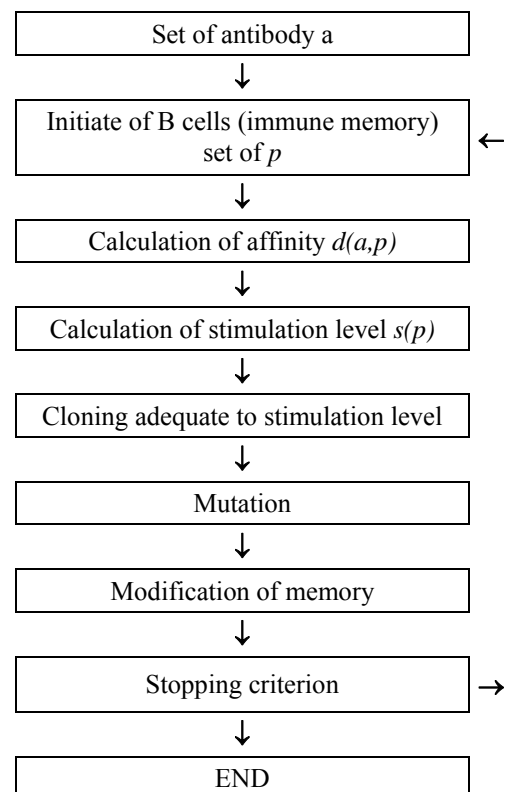 Set of antibody a
Initiate of B cells (immune memory)
set of p
Calculation of affinity d(a,p)
Calculation of stimulation level s(p)
Cloning adequate to stimulation level
Mutation
Modification of memory
Stopping criterion
END